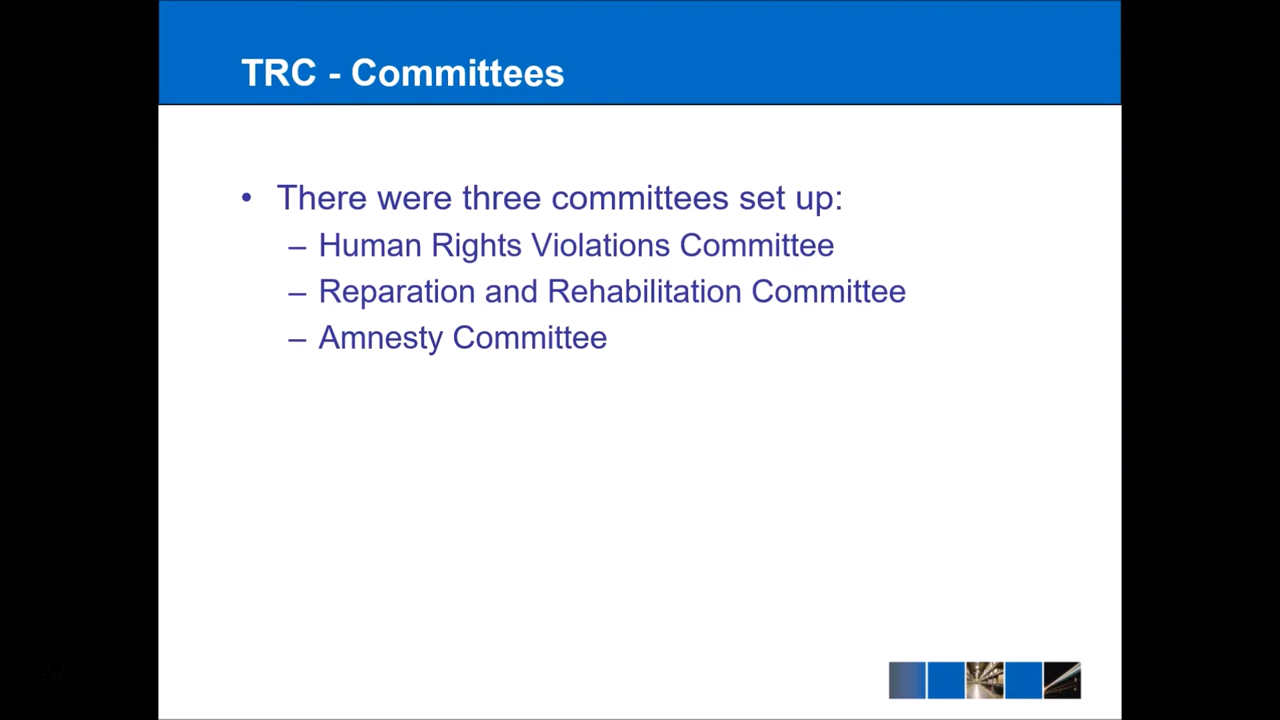 TRC - Committees
• There were three committees set up:
– Human Rights Violations Committee
– Reparation and Rehabilitation Committee
– Amnesty Committee